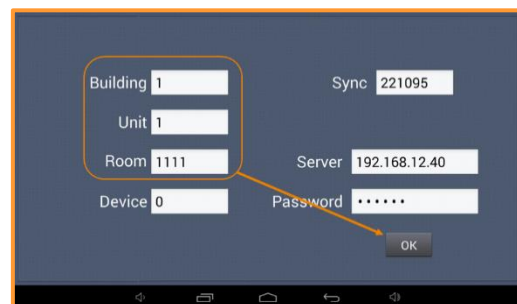 Building 1 Sync 221095
Unit 1
Room 1111 Server 192.168.12.40
Device 0 Password ••••••
OK